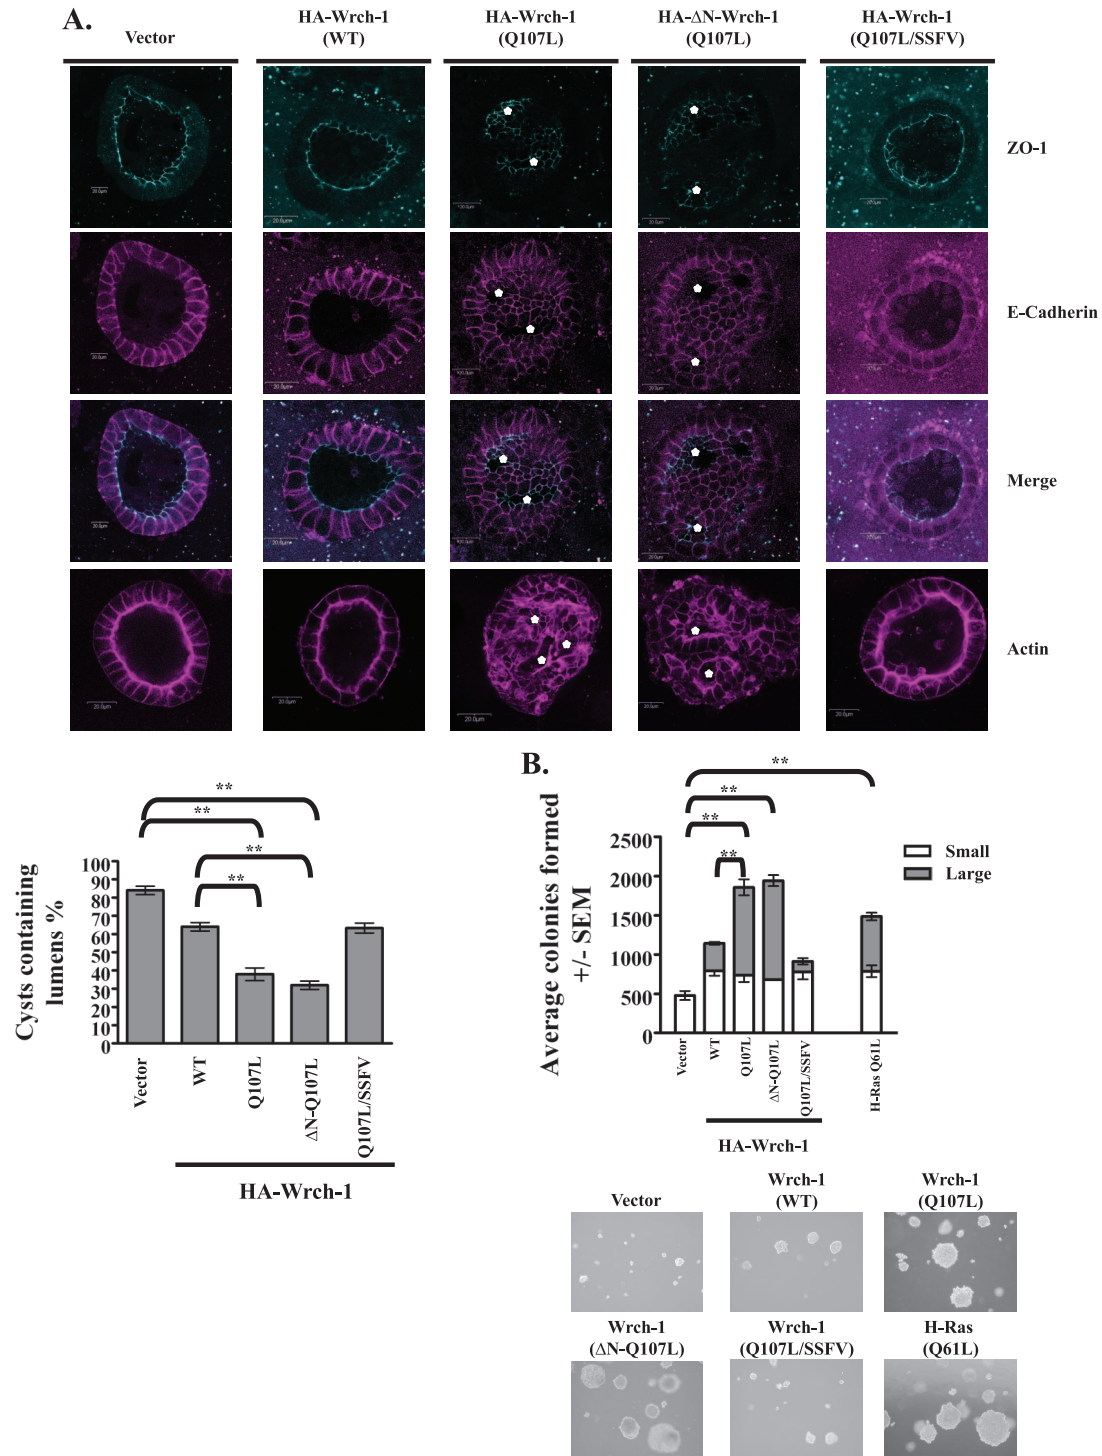 A.
Vector
HA-Wrch-1
(WT)
HA-Wrch-1
(Q107L)
HA-ΔN-Wrch-1
(Q107L)
HA-Wrch-1
(Q107L/SSFV)
ZO-1
E-Cadherin
Merge
Actin
20.0µm
Cysts containing
lumens %
100
90
80
70
60
50
40
30
20
10
0
**
**
**
**
Vector
WT
Q107L
ΔN-Q107L
Q107L/SSFV
HA-Wrch-1
B.
Average colonies formed
+/- SEM
2500
2000
1500
1000
500
0
**
**
**
**
Small
Large
Vector
WT
Q107L
ΔN-Q107L
Q107L/SSFV
H-Ras Q61L
HA-Wrch-1
Vector
Wrch-1
(WT)
Wrch-1
(Q107L)
Wrch-1
(ΔN-Q107L)
Wrch-1
(Q107L/SSFV)
H-Ras
(Q61L)